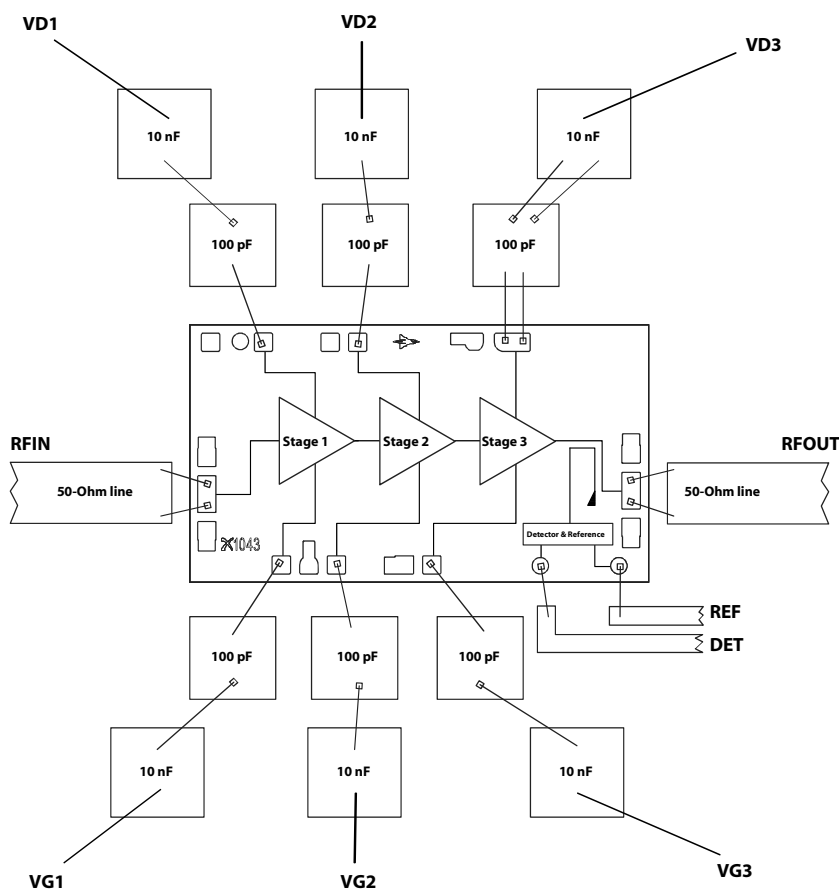 VD1
VD2
VD3
10 nF
10 nF
10 nF
100 pF
100 pF
100 pF
RFIN
Stage 1
Stage 2
Stage 3
RFOUT
50-Ohm line
50-Ohm line
X1043
Detector & Reference
REF
DET
100 pF
100 pF
100 pF
10 nF
10 nF
10 nF
VG1
VG2
VG3